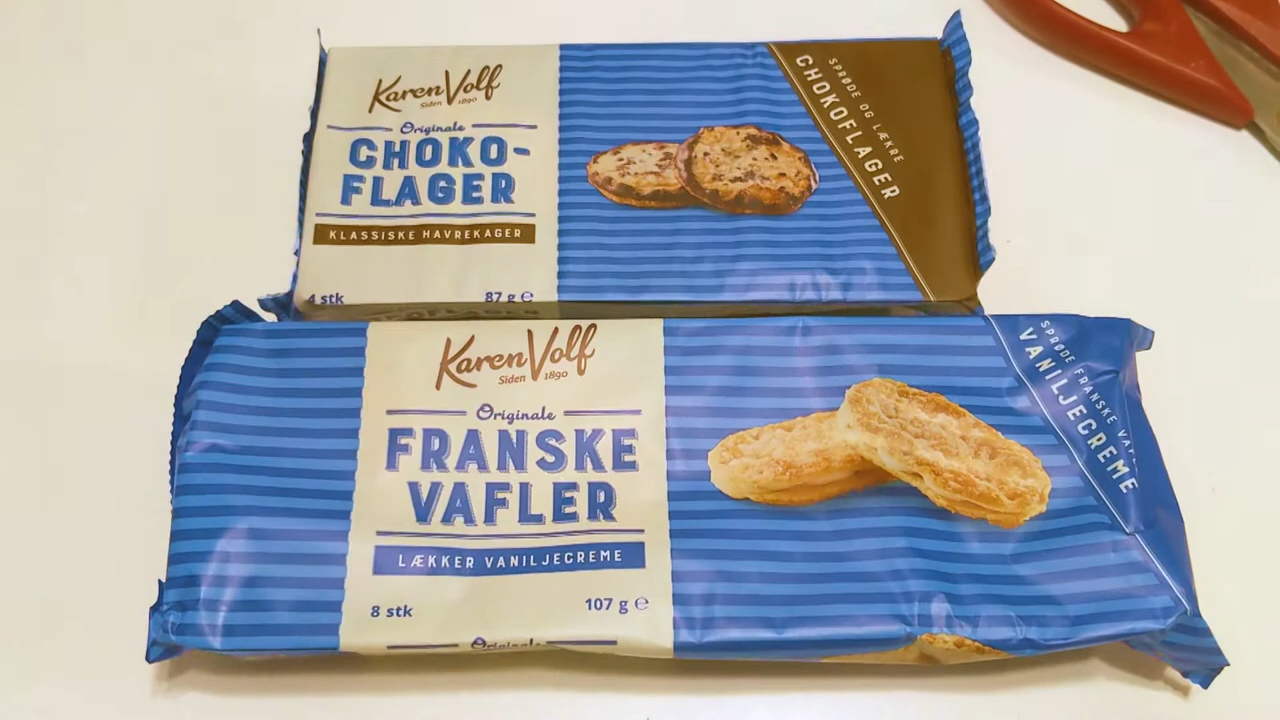 Karen Volf
Siden 1890
Originale
CHOKO-
FLAGER
KLASSISKE HAVREKAGER
4 stk
87 g ℮
SPRØDE OG LÆKRE
CHOKOFLAGER
Karen Volf
Siden 1890
Originale
FRANSKE
VAFLER
LÆKKER VANILJECREME
8 stk
107 g ℮
SPRØDE FRANSKE
VANILJECREME
Originale